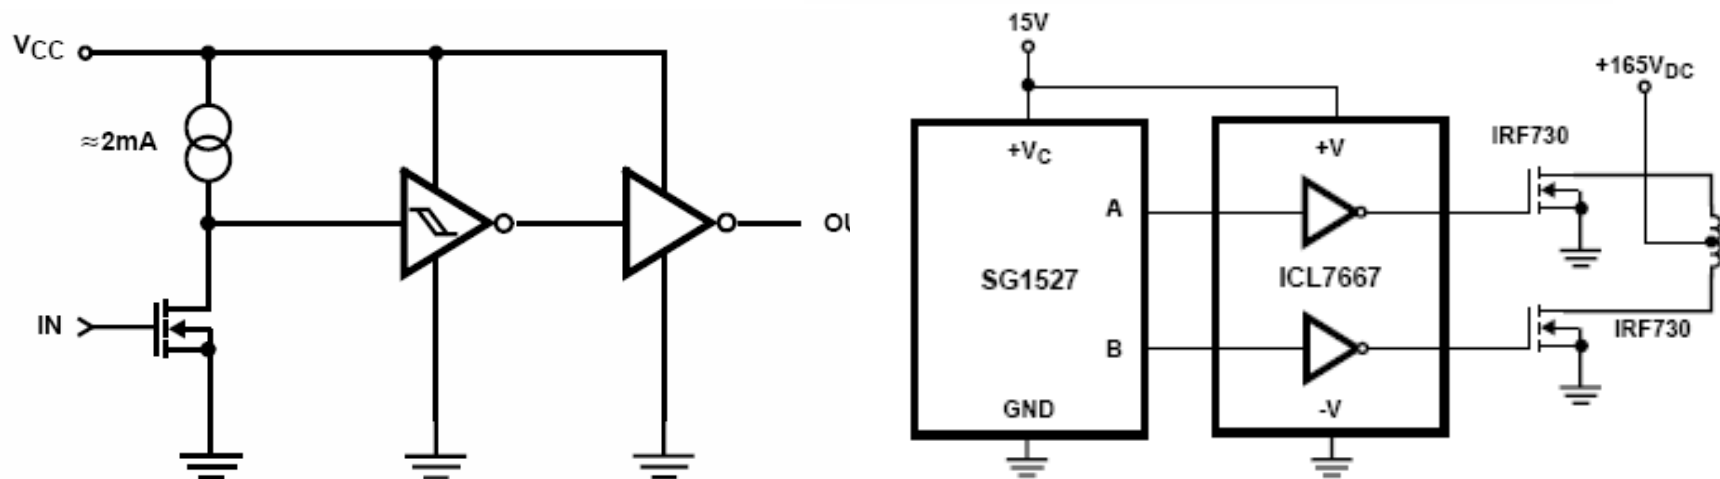 VCC
≈2mA
IN
15V
+165VDC
+VC
+V
IRF730
A
SG1527
ICL7667
B
IRF730
GND
-V